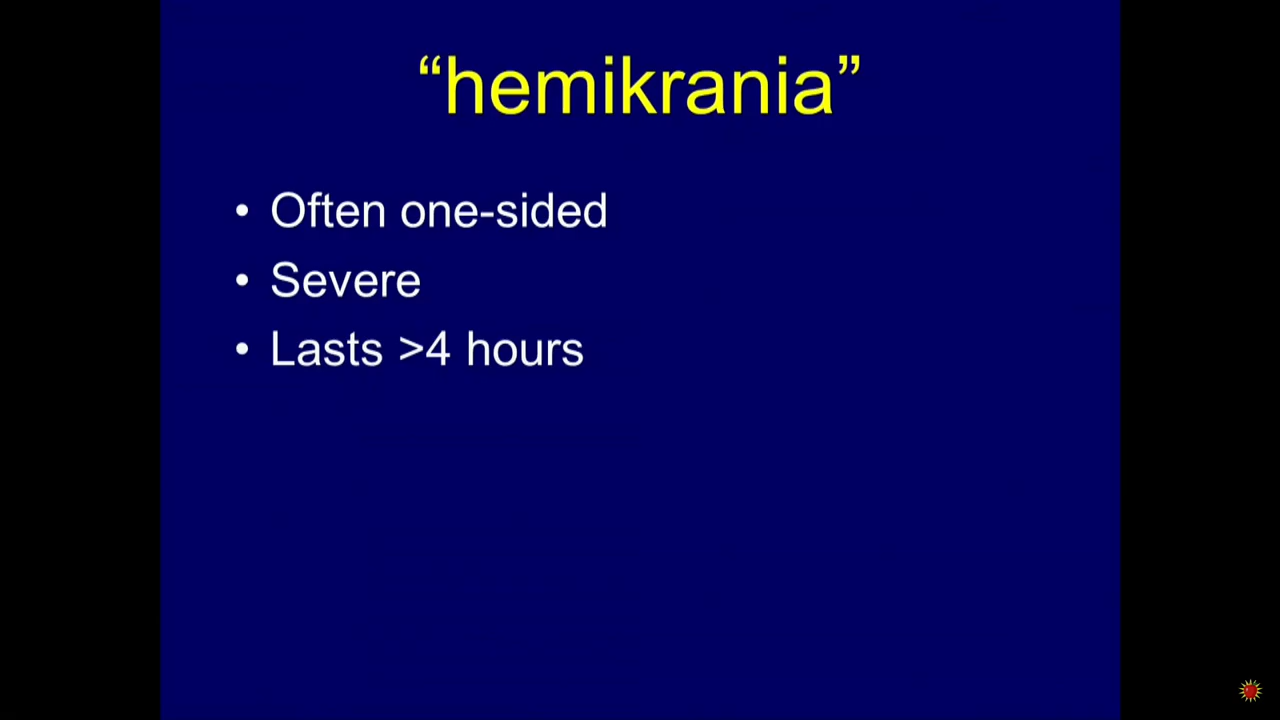 “hemikrania”
• Often one-sided
• Severe
• Lasts >4 hours